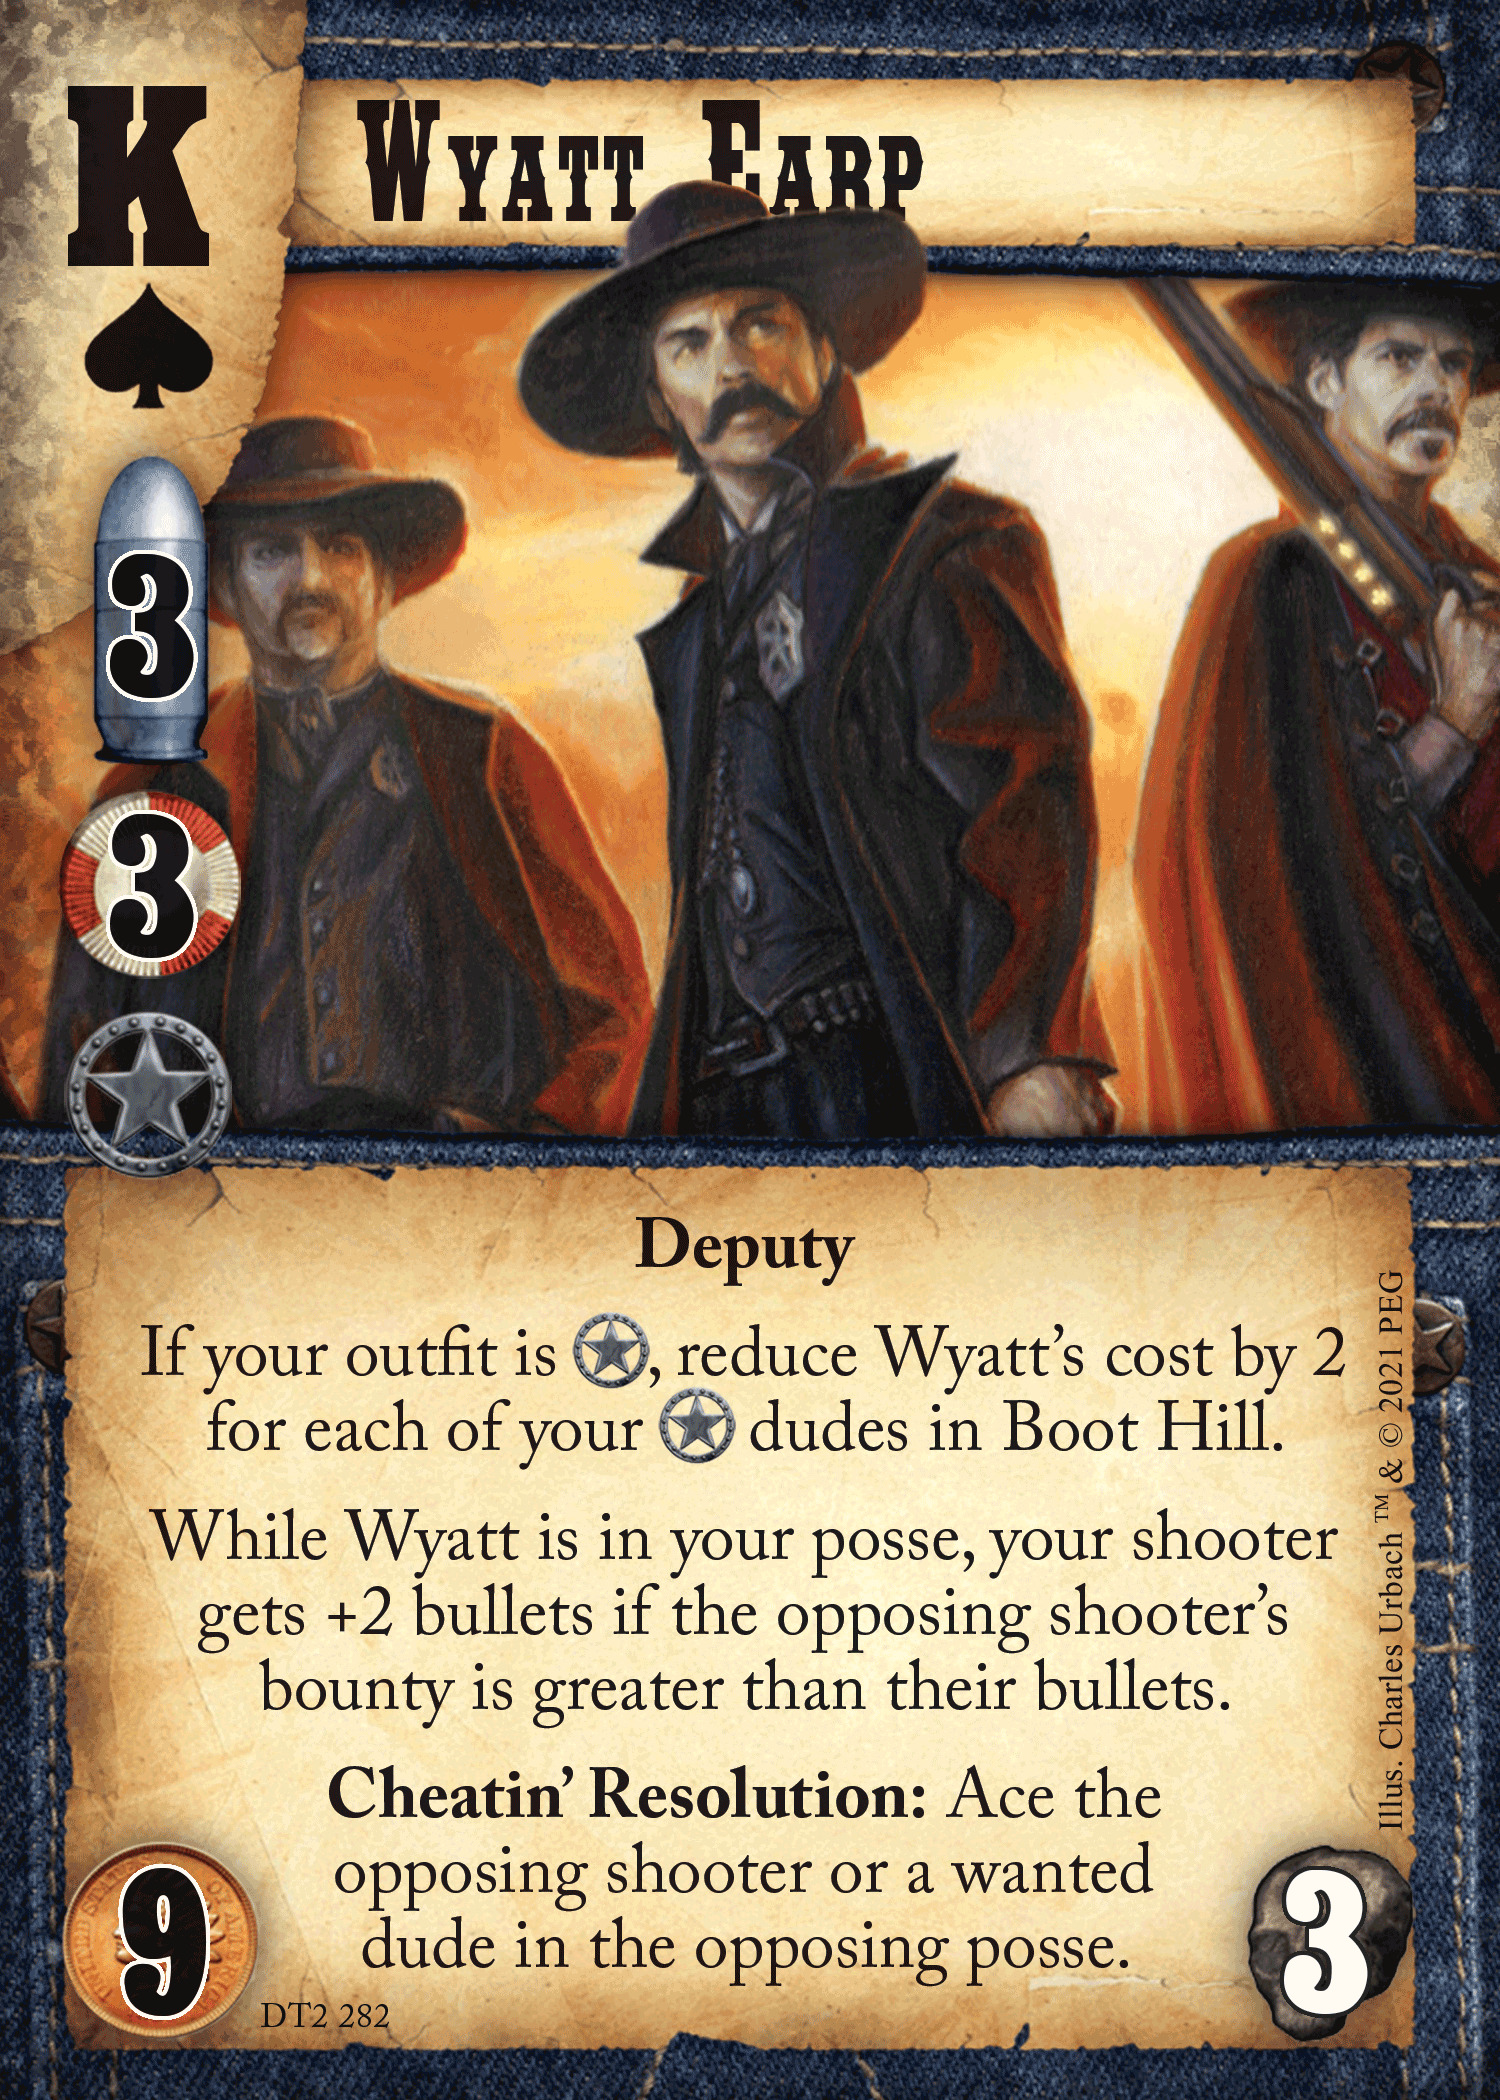 K
Wyatt Earp
3
3
Deputy
If your outfit is , reduce Wyatt’s cost by 2
for each of your dudes in Boot Hill.
While Wyatt is in your posse, your shooter
gets +2 bullets if the opposing shooter’s
bounty is greater than their bullets.
Cheatin’ Resolution: Ace the
opposing shooter or a wanted
dude in the opposing posse.
9
3
DT2 282
Illus. Charles Urbach ™ & © 2021 PEG